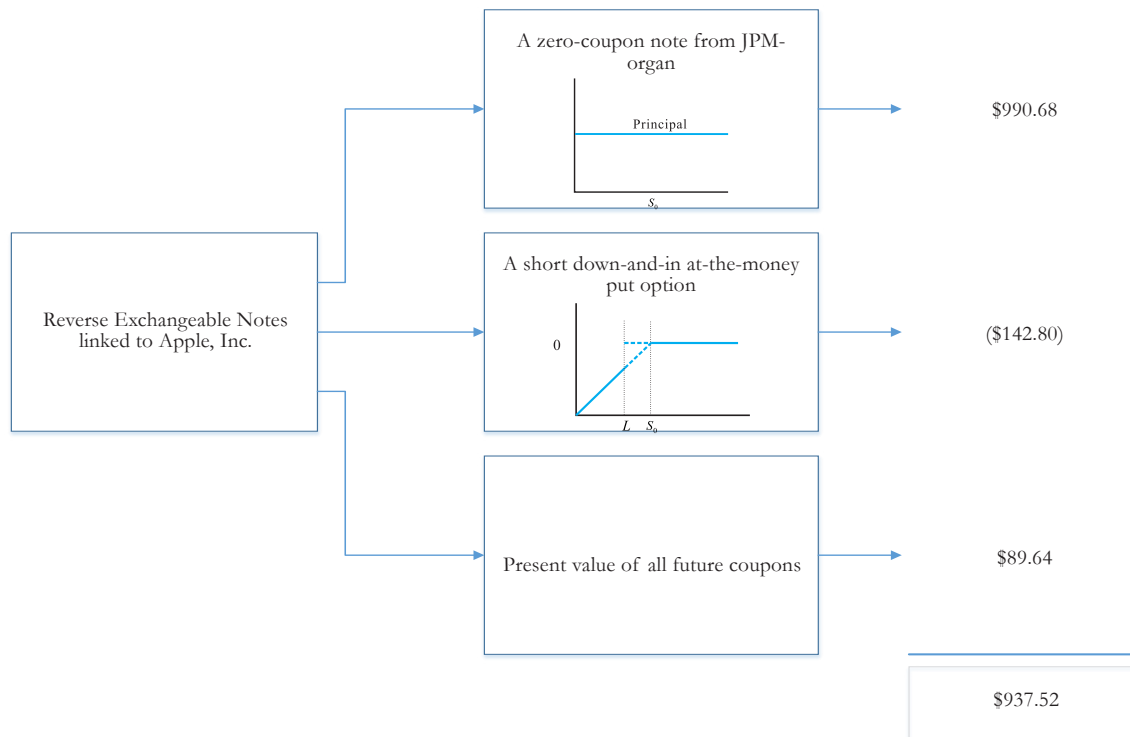 A zero-coupon note from JPM-
organ
Principal
S₀
$990.68
Reverse Exchangeable Notes
linked to Apple, Inc.
A short down-and-in at-the-money
put option
0
L
S₀
($142.80)
Present value of all future coupons
$89.64
$937.52